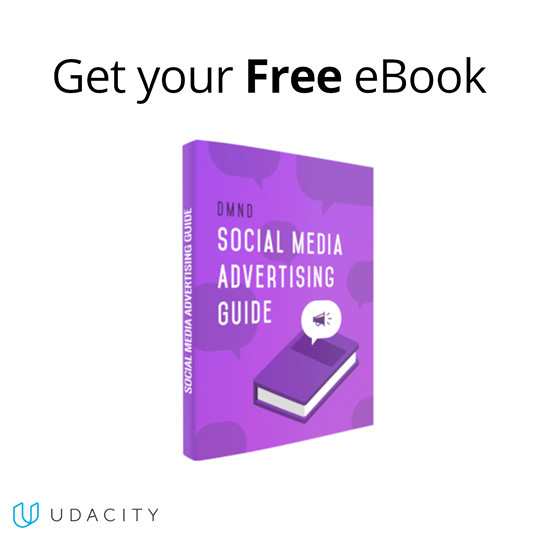 Get your Free eBook
DMND
SOCIAL MEDIA
ADVERTISING
GUIDE
SOCIAL MEDIA ADVERTISING GUIDE
UDACITY